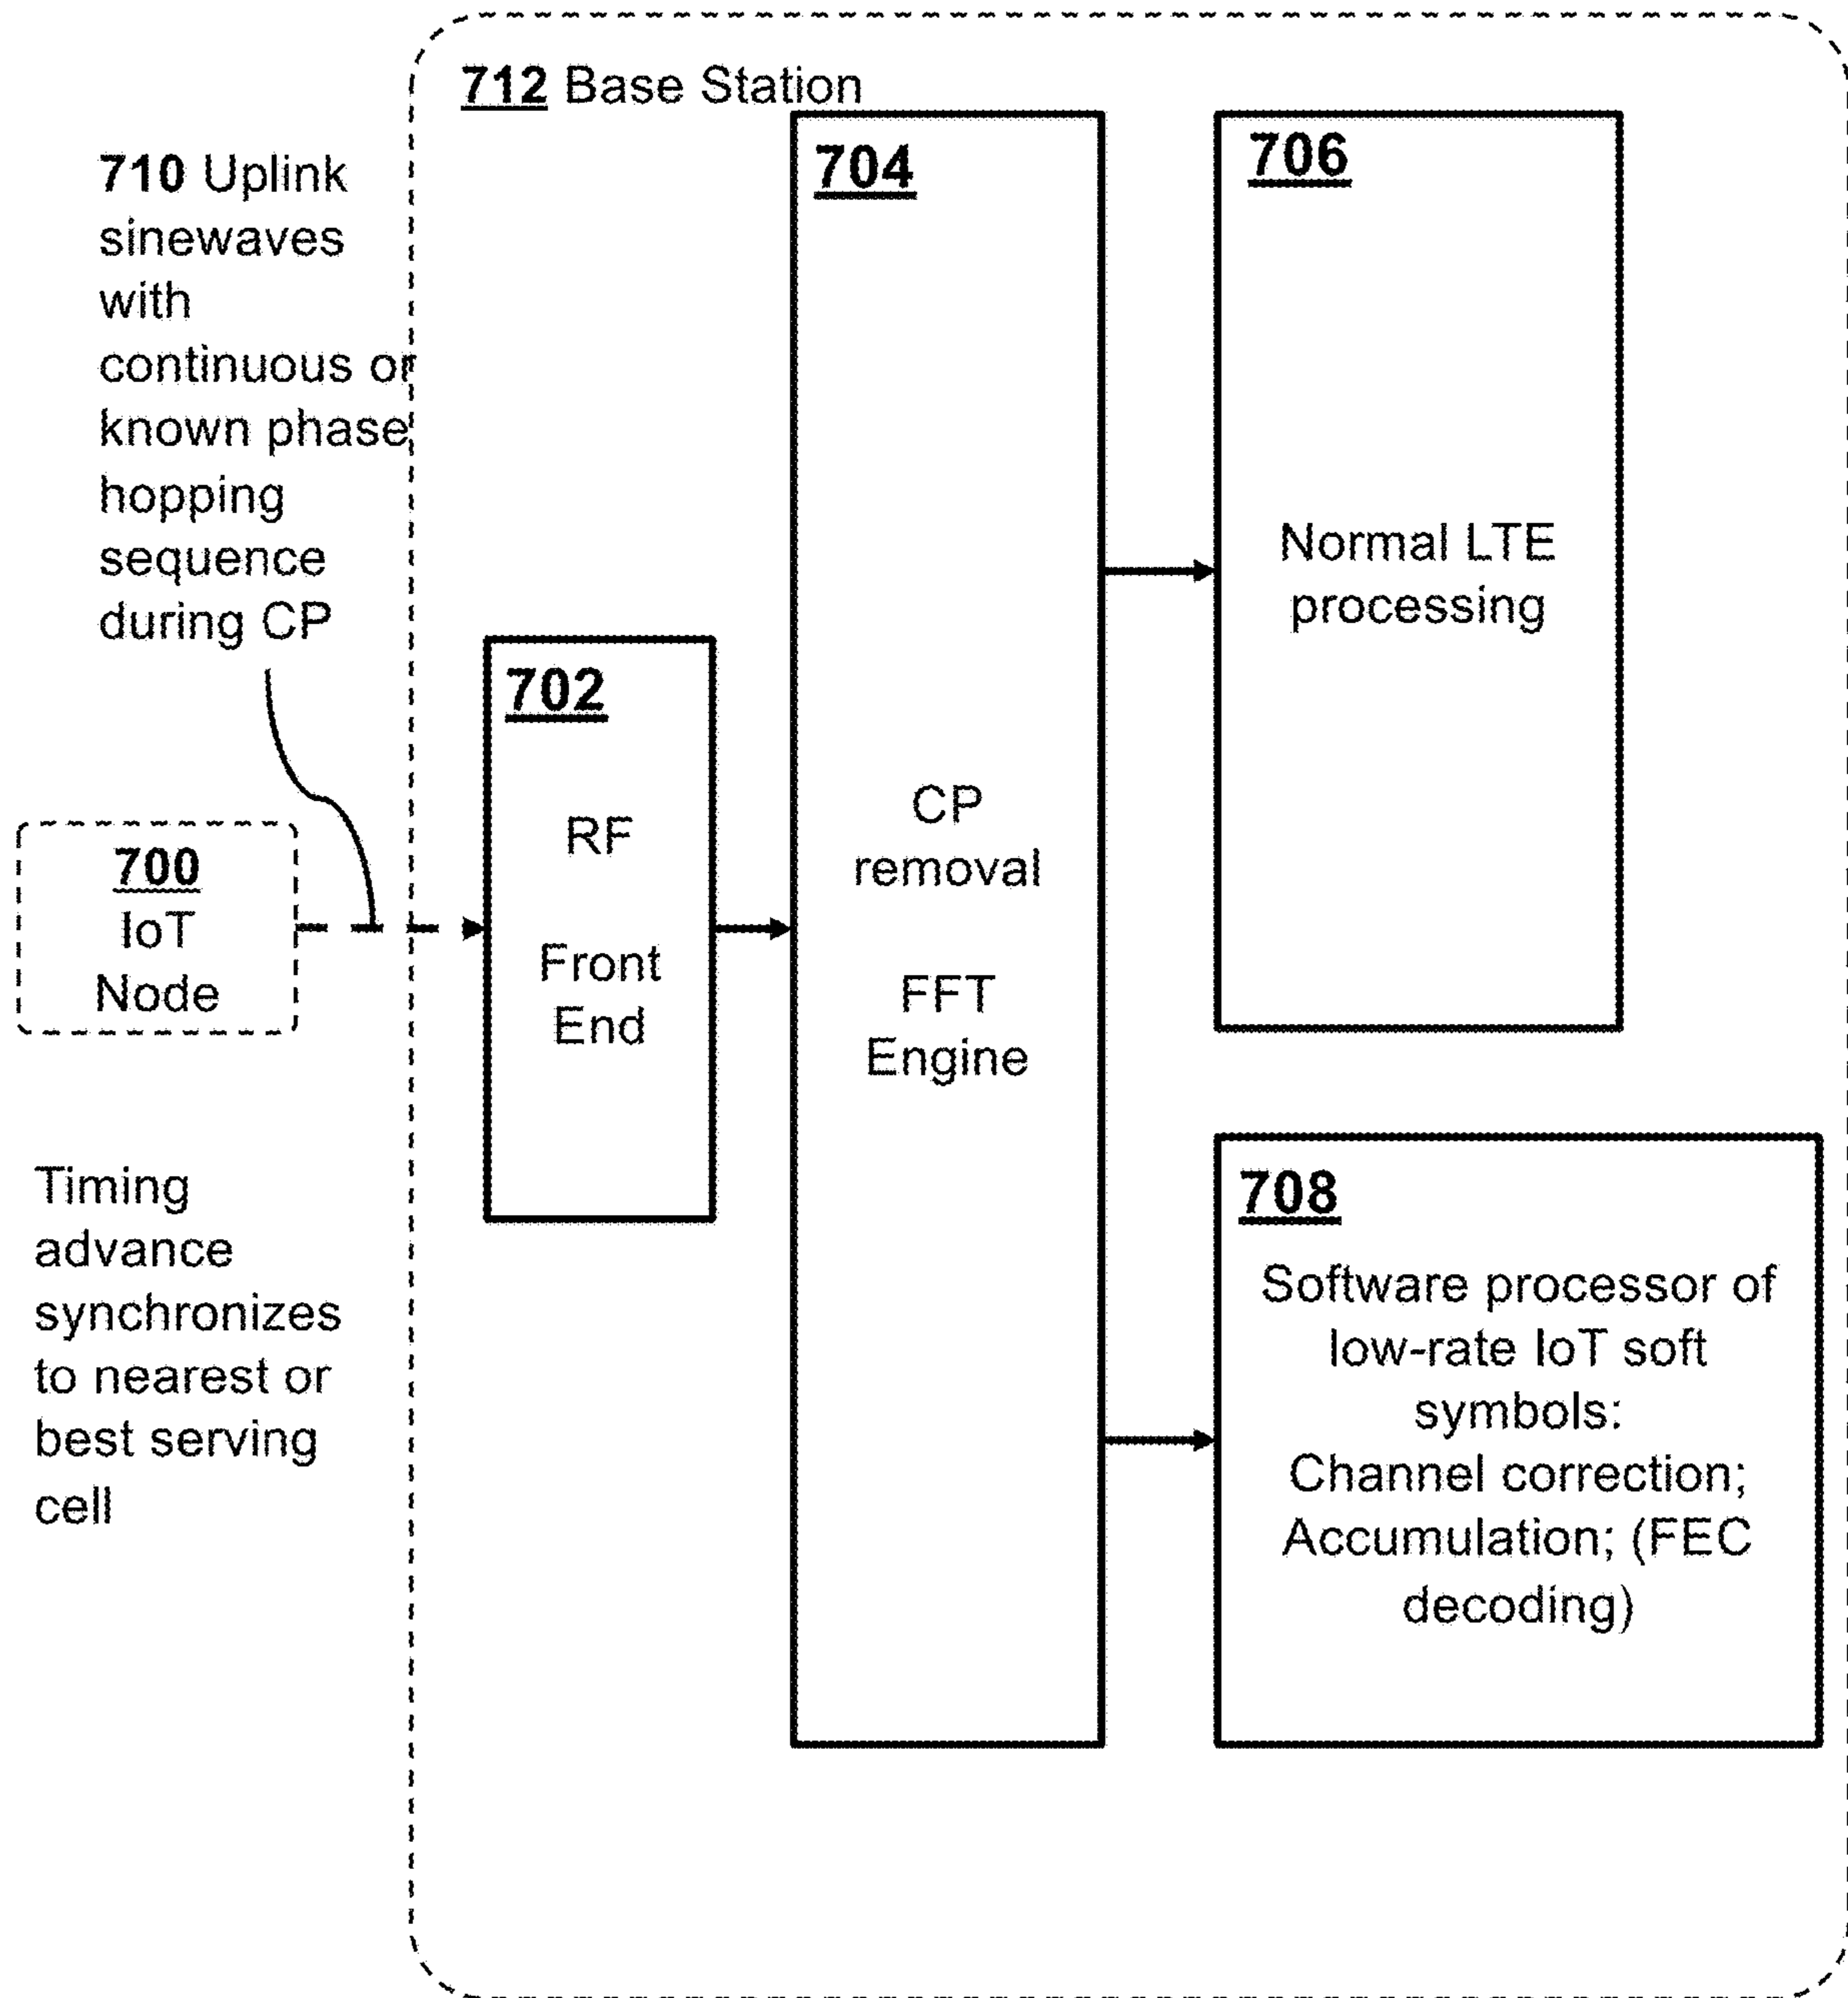 712 Base Station
710 Uplink
sinewaves
with
continuous or
known phase
hopping
sequence
during CP
700
IoT
Node
Timing
advance
synchronizes
to nearest or
best serving
cell
702
RF
Front
End
704
CP
removal
FFT
Engine
706
Normal LTE
processing
708
Software processor of
low-rate IoT soft
symbols:
Channel correction;
Accumulation; (FEC
decoding)